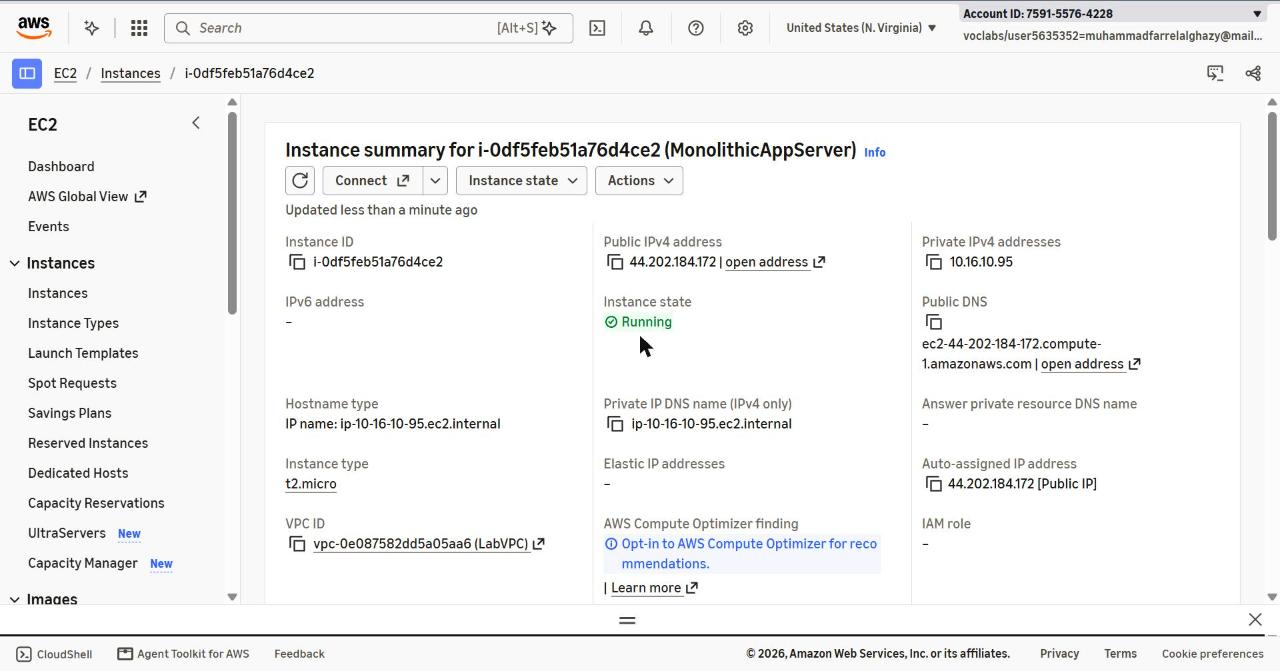 aws
Search
[Alt+S]
United States (N. Virginia)
Account ID: 7591-5576-4228
voclabs/user5635352=muhammadfarrelalghazy@mail...
EC2 / Instances / i-0df5feb51a76d4ce2
EC2
Dashboard
AWS Global View
Events
Instances
Instances
Instance Types
Launch Templates
Spot Requests
Savings Plans
Reserved Instances
Dedicated Hosts
Capacity Reservations
UltraServers New
Capacity Manager New
Images
Instance summary for i-0df5feb51a76d4ce2 (MonolithicAppServer) Info
Connect
Instance state
Actions
Updated less than a minute ago
Instance ID
i-0df5feb51a76d4ce2
Public IPv4 address
44.202.184.172 | open address
Private IPv4 addresses
10.16.10.95
IPv6 address
–
Instance state
Running
Public DNS
ec2-44-202-184-172.compute-
1.amazonaws.com | open address
Hostname type
IP name: ip-10-16-10-95.ec2.internal
Private IP DNS name (IPv4 only)
ip-10-16-10-95.ec2.internal
Answer private resource DNS name
–
Instance type
t2.micro
Elastic IP addresses
–
Auto-assigned IP address
44.202.184.172 [Public IP]
VPC ID
vpc-0e087582dd5a05aa6 (LabVPC)
AWS Compute Optimizer finding
Opt-in to AWS Compute Optimizer for reco
mmendations.
| Learn more
IAM role
–
CloudShell
Agent Toolkit for AWS
Feedback
© 2026, Amazon Web Services, Inc. or its affiliates.
Privacy
Terms
Cookie preferences